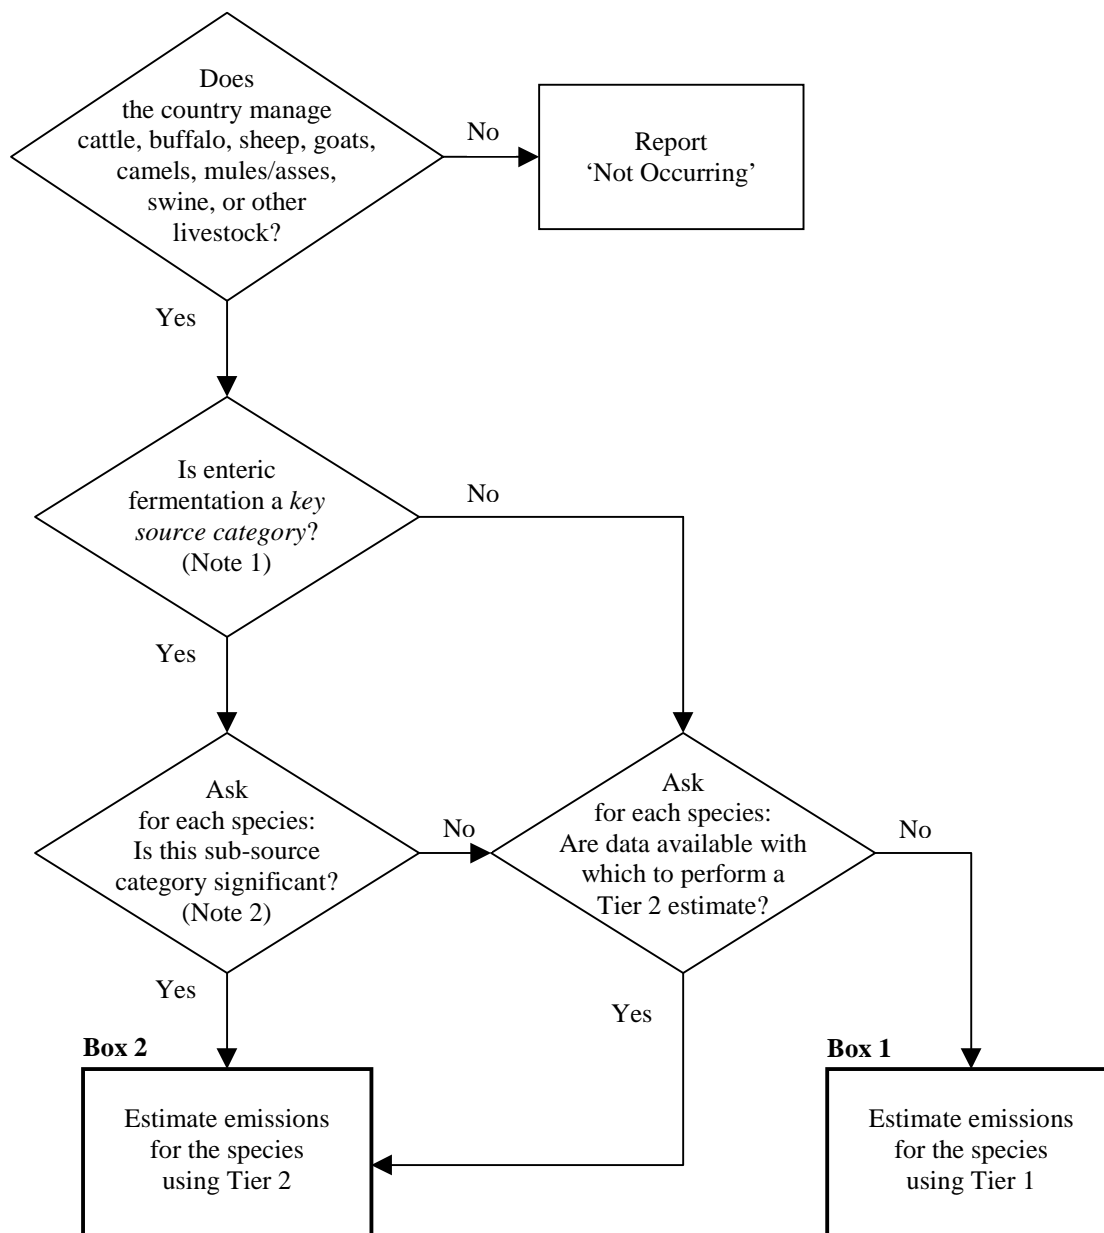 Does
the country manage
cattle, buffalo, sheep, goats,
camels, mules/asses,
swine, or other
livestock?
No
Report
‘Not Occurring’
Yes
Is enteric
fermentation a key
source category?
(Note 1)
No
Yes
Ask
for each species:
Is this sub-source
category significant?
(Note 2)
No
Ask
for each species:
Are data available with
which to perform a
Tier 2 estimate?
No
Yes
Yes
Box 2
Estimate emissions
for the species
using Tier 2
Box 1
Estimate emissions
for the species
using Tier 1